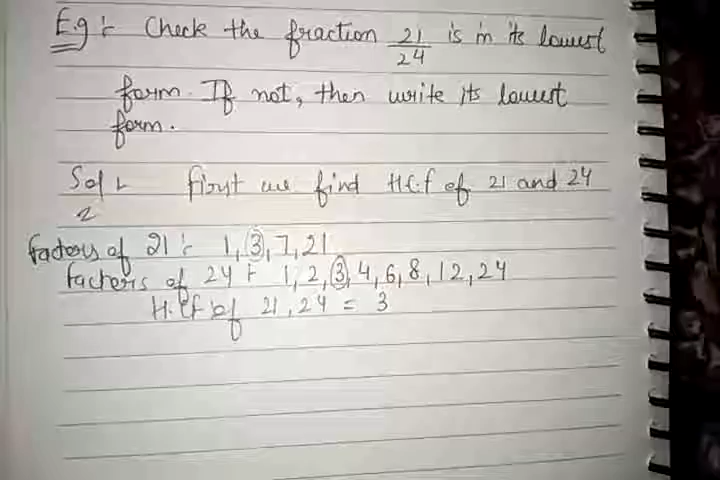 E.g :- Check the fraction 21/24 is in its lowest
form. If not, then write its lowest
form.
Sol :- First we find H.C.f of 21 and 24
factors of 21 :- 1, 3, 7, 21
factors of 24 :- 1, 2, 3, 4, 6, 8, 12, 24
H.Cf of 21, 24 = 3